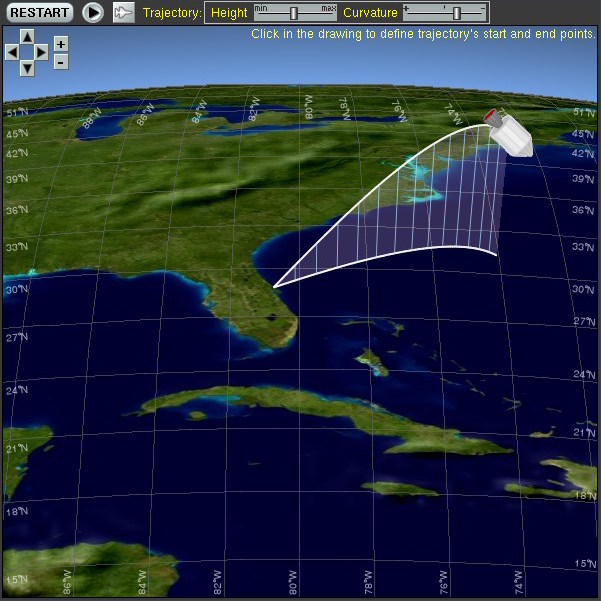 RESTART Trajectory: Height min max Curvature + -
Click in the drawing to define trajectory's start and end points.
+
-
88°W 86°W 84°W 82°W 80°W 78°W 76°W 74°W
51°N 51°N
45°N 45°N
42°N 42°N
39°N 39°N
36°N 36°N
33°N 33°N
30°N 30°N
27°N 27°N
24°N 24°N
21°N 21°N
18°N 18°N
15°N 15°N
86°W 84°W 82°W 80°W 78°W 76°W 74°W